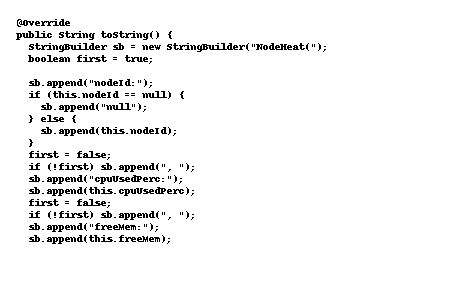 @Override
public String toString() {
StringBuilder sb = new StringBuilder("NodeHeat(");
boolean first = true;
sb.append("nodeId:");
if (this.nodeId == null) {
sb.append("null");
} else {
sb.append(this.nodeId);
}
first = false;
if (!first) sb.append(", ");
sb.append("cpuUsedPerc:");
sb.append(this.cpuUsedPerc);
first = false;
if (!first) sb.append(", ");
sb.append("freeMem:");
sb.append(this.freeMem);